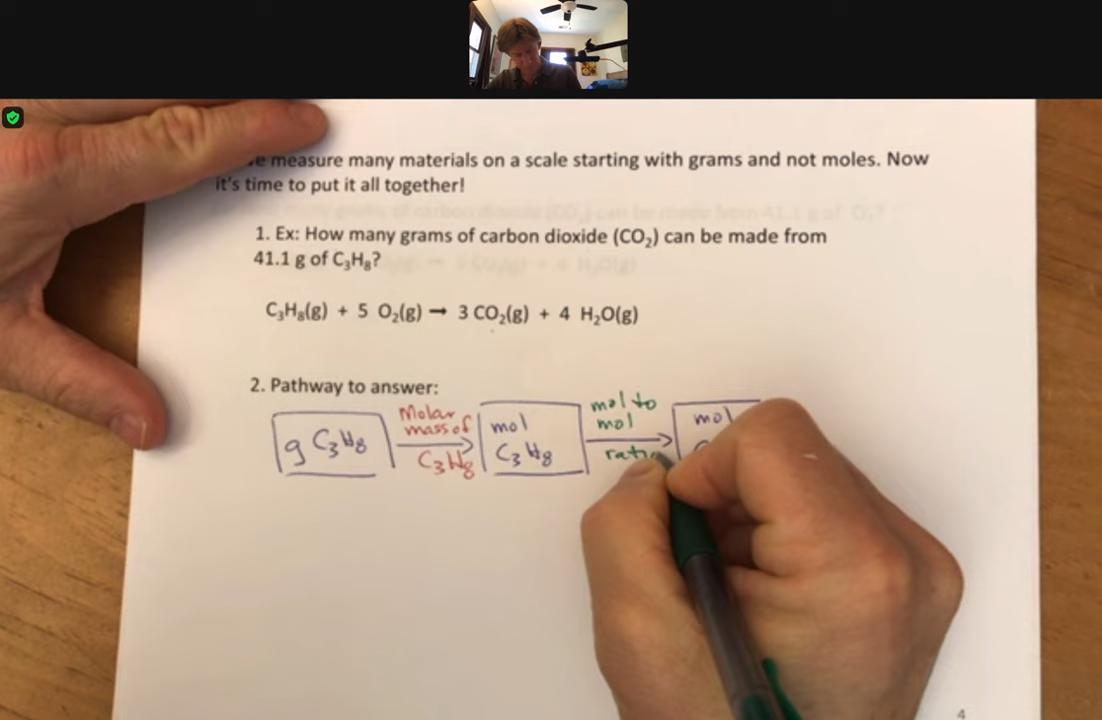 e measure many materials on a scale starting with grams and not moles. Now
it's time to put it all together!
1. Ex: How many grams of carbon dioxide (CO₂) can be made from
41.1 g of C₃H₈?
C₃H₈(g) + 5 O₂(g) → 3 CO₂(g) + 4 H₂O(g)
2. Pathway to answer:
g C₃H₈
Molar
mass of
C₃H₈
mol
C₃H₈
mol to
mol
ratio
mol
4